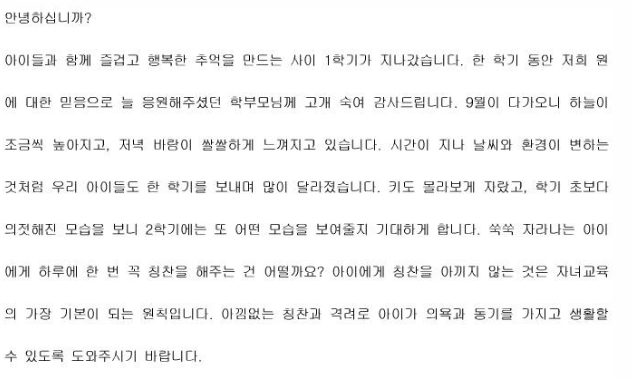 안녕하십니까?
아이들과 함께 즐겁고 행복한 추억을 만드는 사이 1학기가 지나갔습니다. 한 학기 동안 저희 원
에 대한 믿음으로 늘 응원해주셨던 학부모님께 고개 숙여 감사드립니다. 9월이 다가오니 하늘이
조금씩 높아지고, 저녁 바람이 쌀쌀하게 느껴지고 있습니다. 시간이 지나 날씨와 환경이 변하는
것처럼 우리 아이들도 한 학기를 보내며 많이 달라졌습니다. 키도 몰라보게 자랐고, 학기 초보다
의젓해진 모습을 보니 2학기에는 또 어떤 모습을 보여줄지 기대하게 합니다. 쑥쑥 자라나는 아이
에게 하루에 한 번 꼭 칭찬을 해주는 건 어떨까요? 아이에게 칭찬을 아끼지 않는 것은 자녀교육
의 가장 기본이 되는 원칙입니다. 아낌없는 칭찬과 격려로 아이가 의욕과 동기를 가지고 생활할
수 있도록 도와주시기 바랍니다.